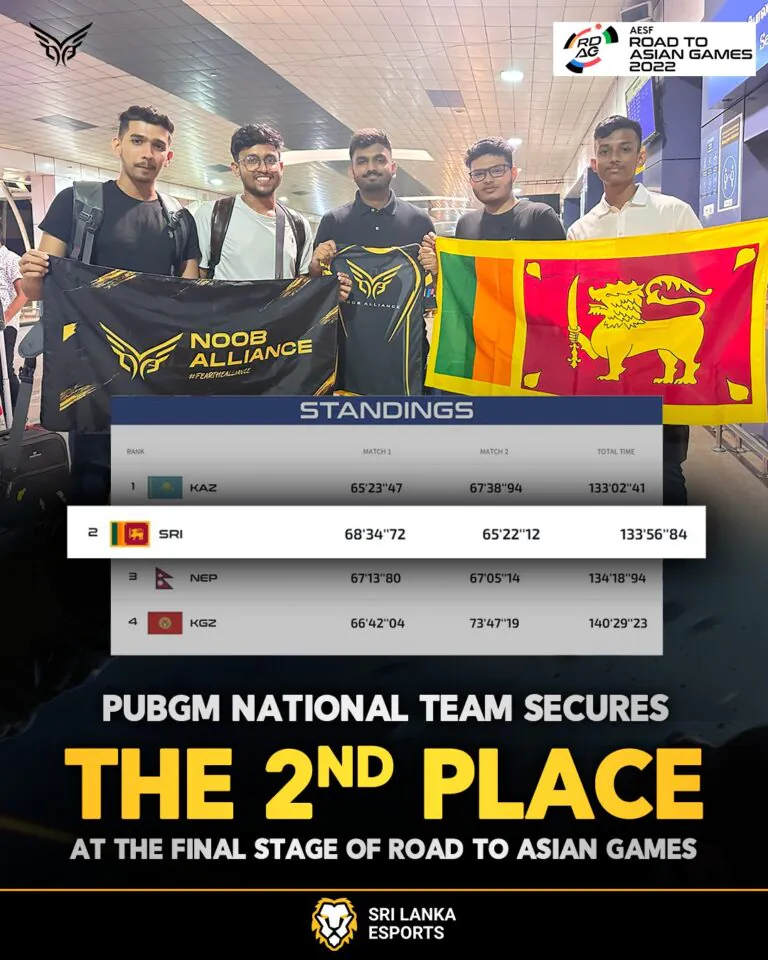 AESF
ROAD TO
ASIAN GAMES
2022
RD
AG
NOOB
ALLIANCE
#FEARTHEALLIANCE
NOOB ALLIANCE
STANDINGS
RANK MATCH 1 MATCH 2 TOTAL TIME
1 KAZ 65'23"47 67'38"94 133'02"41
2 SRI 68'34"72 65'22"12 133'56"84
3 NEP 67'13"80 67'05"14 134'18"94
4 KGZ 66'42"04 73'47"19 140'29"23
PUBGM NATIONAL TEAM SECURES
THE 2ND PLACE
AT THE FINAL STAGE OF ROAD TO ASIAN GAMES
SRI LANKA
ESPORTS